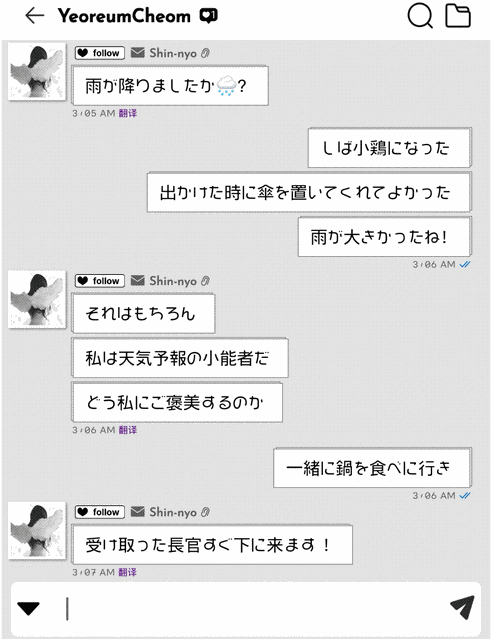 YeoreumCheom
follow Shin-nyo
雨が降りましたか🌧️?
3:05 AM 翻译
しば小鶏になった
出かけた時に傘を置いてくれてよかった
雨が大きかったね!
3:06 AM
follow Shin-nyo
それはもちろん
私は天気予報の小能者だ
どう私にご褒美するのか
3:06 AM 翻译
一緒に鍋を食べに行き
3:06 AM
follow Shin-nyo
受け取った長官すぐ下に来ます！
3:07 AM 翻译